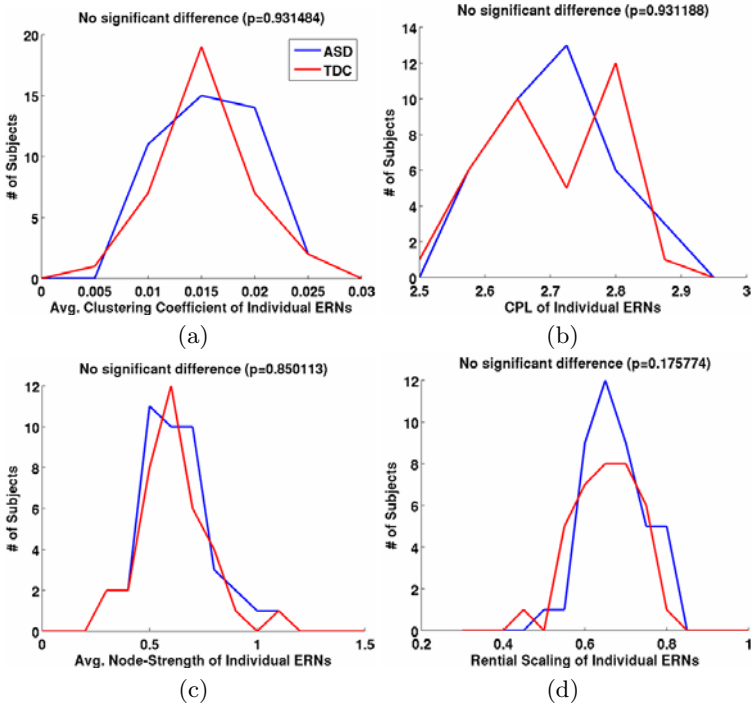 No significant difference (p=0.931484)
20
15
10
5
0
# of Subjects
ASD
TDC
0 0.005 0.01 0.015 0.02 0.025 0.03
Avg. Clustering Coefficient of Individual ERNs
(a)
No significant difference (p=0.931188)
14
12
10
8
6
4
2
0
# of Subjects
2.5 2.6 2.7 2.8 2.9 3
CPL of Individual ERNs
(b)
No significant difference (p=0.850113)
12
10
8
6
4
2
0
# of Subjects
0 0.5 1 1.5
Avg. Node-Strength of Individual ERNs
(c)
No significant difference (p=0.175774)
12
10
8
6
4
2
0
# of Subjects
0.2 0.4 0.6 0.8 1
Rential Scaling of Individual ERNs
(d)